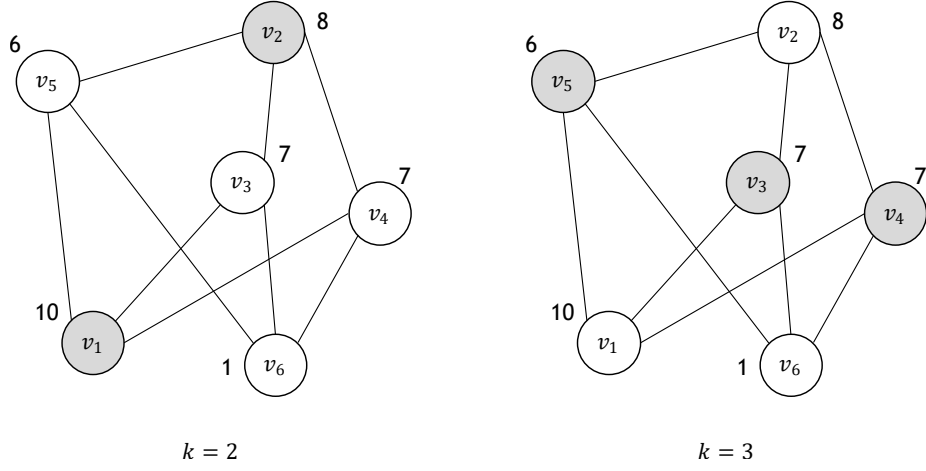 8
8
6
v₂
6
v₂
v₅
v₅
7
7
v₃
7
v₃
7
v₄
v₄
10
10
v₁
v₁
1
v₆
1
v₆
k = 2
k = 3